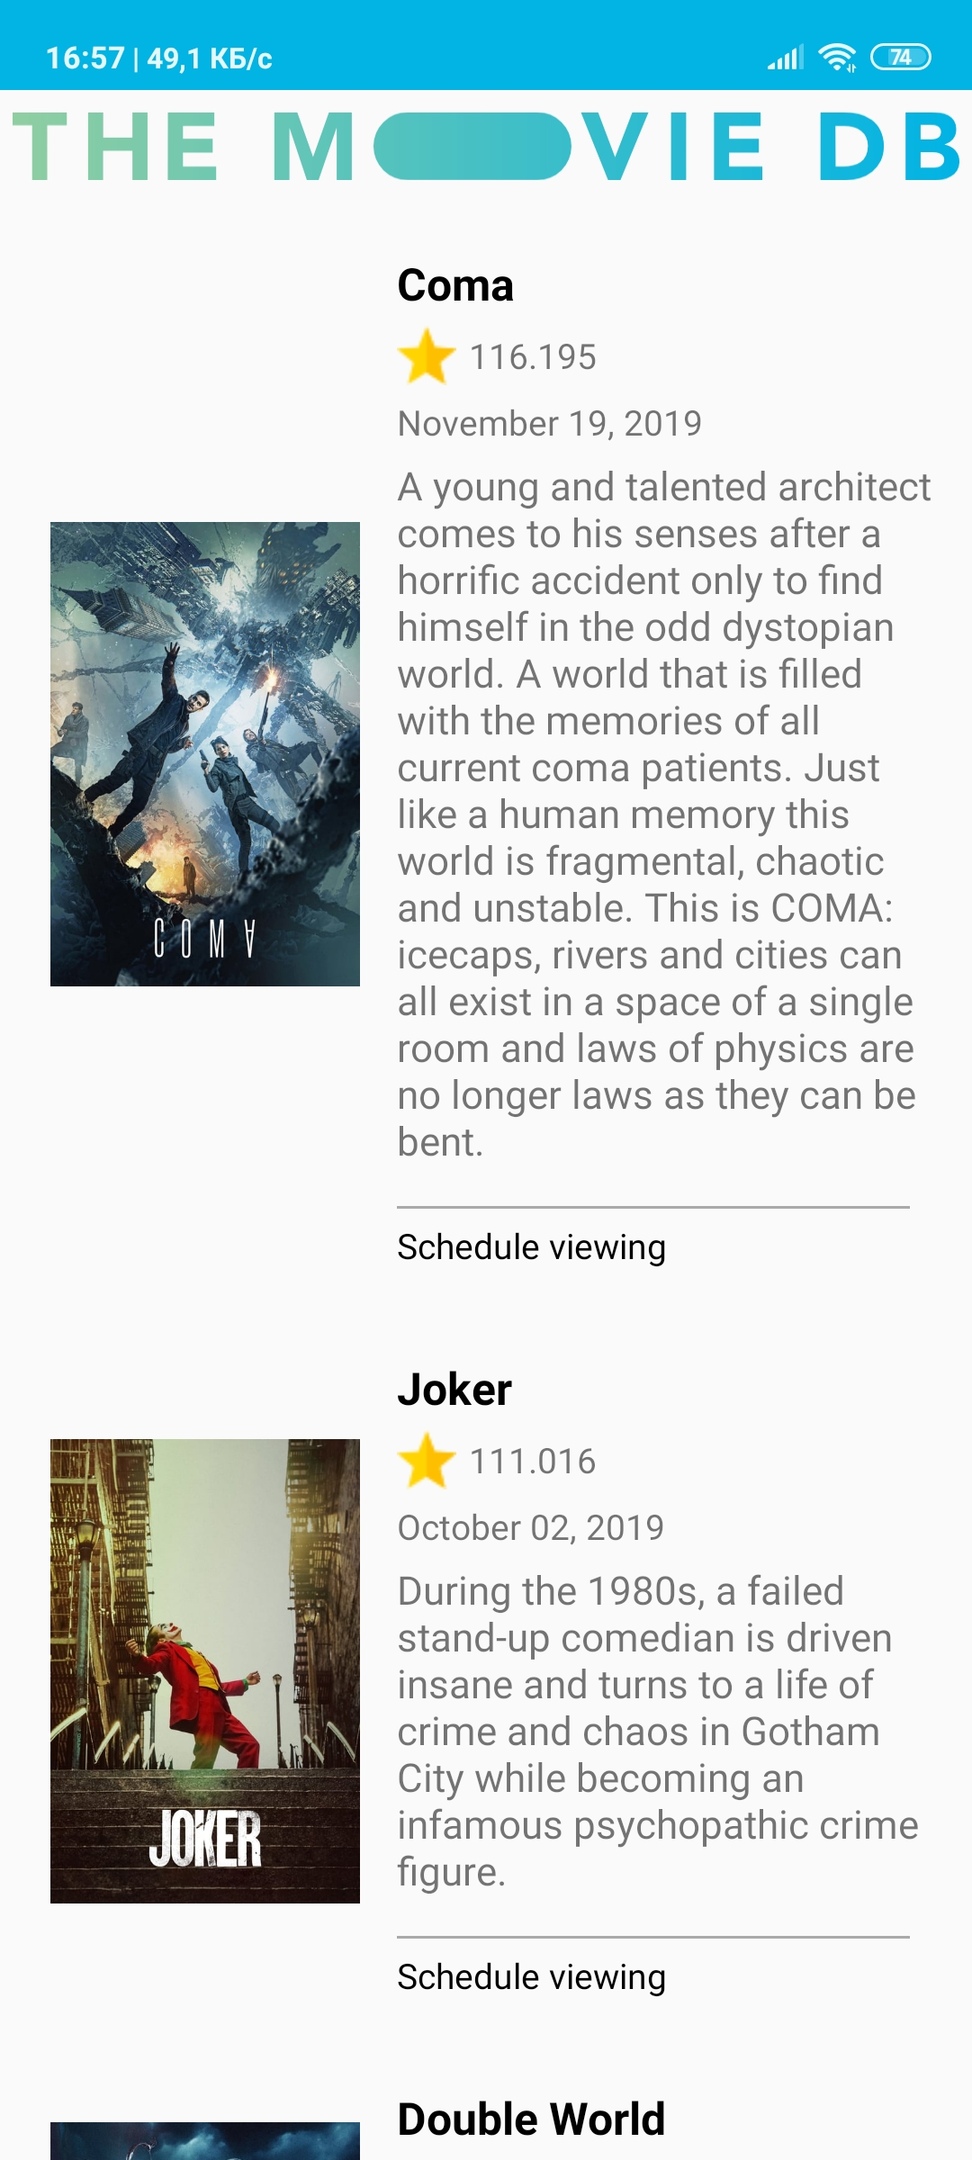 16:57 | 49,1 КБ/с
74
THE MOVIE DB
Coma
116.195
November 19, 2019
A young and talented architect
comes to his senses after a
horrific accident only to find
himself in the odd dystopian
world. A world that is filled
with the memories of all
current coma patients. Just
like a human memory this
world is fragmental, chaotic
and unstable. This is COMA:
icecaps, rivers and cities can
all exist in a space of a single
room and laws of physics are
no longer laws as they can be
bent.
COMA
Schedule viewing
Joker
111.016
October 02, 2019
During the 1980s, a failed
stand-up comedian is driven
insane and turns to a life of
crime and chaos in Gotham
City while becoming an
infamous psychopathic crime
figure.
JOKER
Schedule viewing
Double World